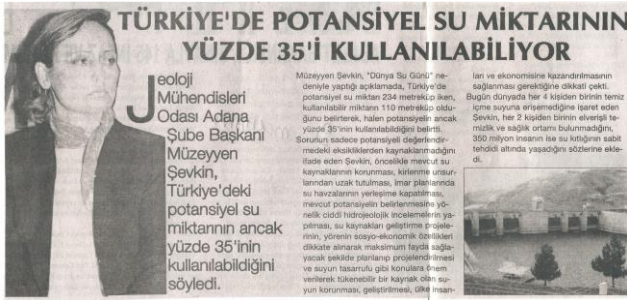 TÜRKİYE'DE POTANSİYEL SU MİKTARININ
YÜZDE 35'İ KULLANILABİLİYOR
Jeoloji
Mühendisleri
Odası Adana
Şube Başkanı
Müzeyyen
Şevkin,
Türkiye'deki
potansiyel su
miktarının ancak
yüzde 35'inin
kullanılabildiğini
söyledi.
Müzeyyen Şevkin, "Dünya Su Günü" ne-
deniyle yaptığı açıklamada, Türkiye'de
potansiyel su miktarı 234 metreküp iken,
kullanılabilir miktarın 110 metreküp oldu-
ğunu belirterek, halen potansiyelin ancak
yüzde 35'inin kullanılabildiğini belirtti.
Sorunun sadece potansiyeli değerlendir-
medeki eksikliklerden kaynaklanmadığını
ifade eden Şevkin, öncelikle mevcut su
kaynaklarının korunması, kirlenme unsur-
larından uzak tutulması, imar planlarında
su havzalarının yerleşime kapatılması,
mevcut potansiyelin belirlenmesine yö-
nelik ciddi hidrojeolojik incelemelerin ya-
pılması, su kaynakları geliştirme projele-
rinin, yörenin sosyo-ekonomik özellikleri
dikkate alınarak maksimum fayda sağla-
yacak şekilde planlanıp projelendirilmesi
ve suyun tasarrufu gibi konulara önem
verilerek tükenebilir bir kaynak olan su-
yun korunması, geliştirilmesi, ülke insan-
ları ve ekonomisine kazandırılmasının
sağlanması gerektiğine dikkati çekti.
Bugün dünyada her 4 kişiden birinin temiz
içme suyuna erişemediğine işaret eden
Şevkin, her 2 kişiden birinin elverişli te-
mizlik ve sağlık ortamı bulunmadığını,
350 milyon insanın ise su kıtlığının sabit
tehdidi altında yaşadığını sözlerine ekle-
di.